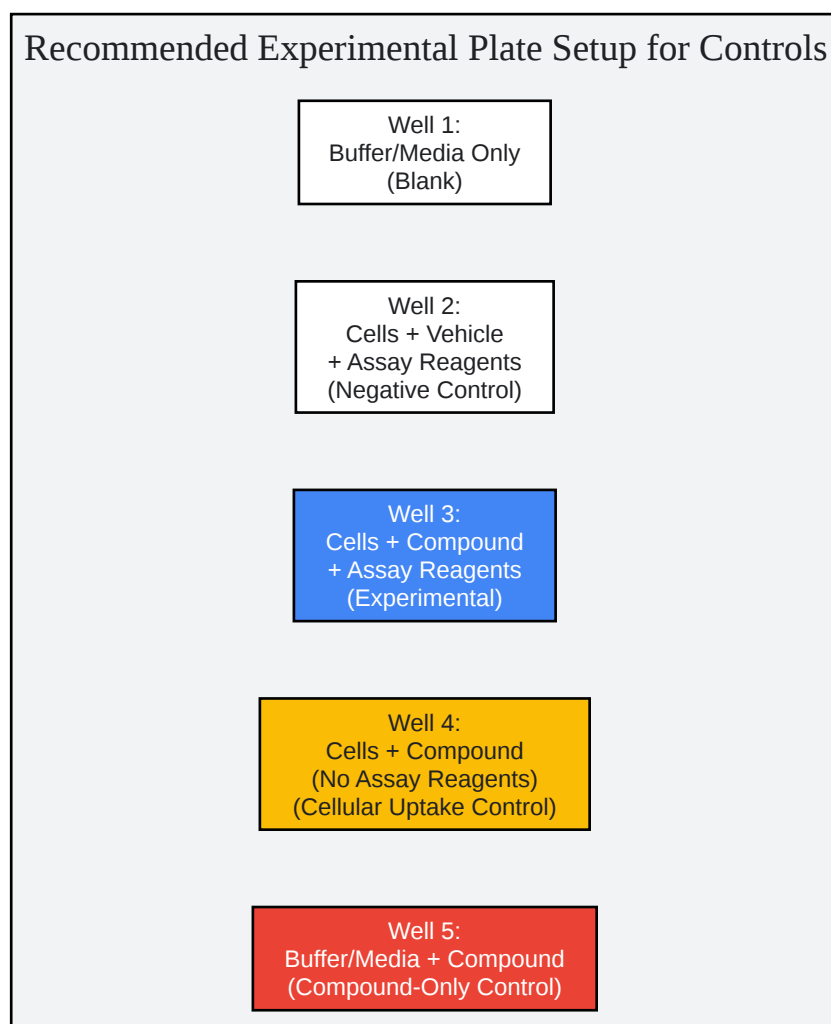 Recommended Experimental Plate Setup for Controls
Well 1:
Buffer/Media Only
(Blank)
Well 2:
Cells + Vehicle
+ Assay Reagents
(Negative Control)
Well 3:
Cells + Compound
+ Assay Reagents
(Experimental)
Well 4:
Cells + Compound
(No Assay Reagents)
(Cellular Uptake Control)
Well 5:
Buffer/Media + Compound
(Compound-Only Control)